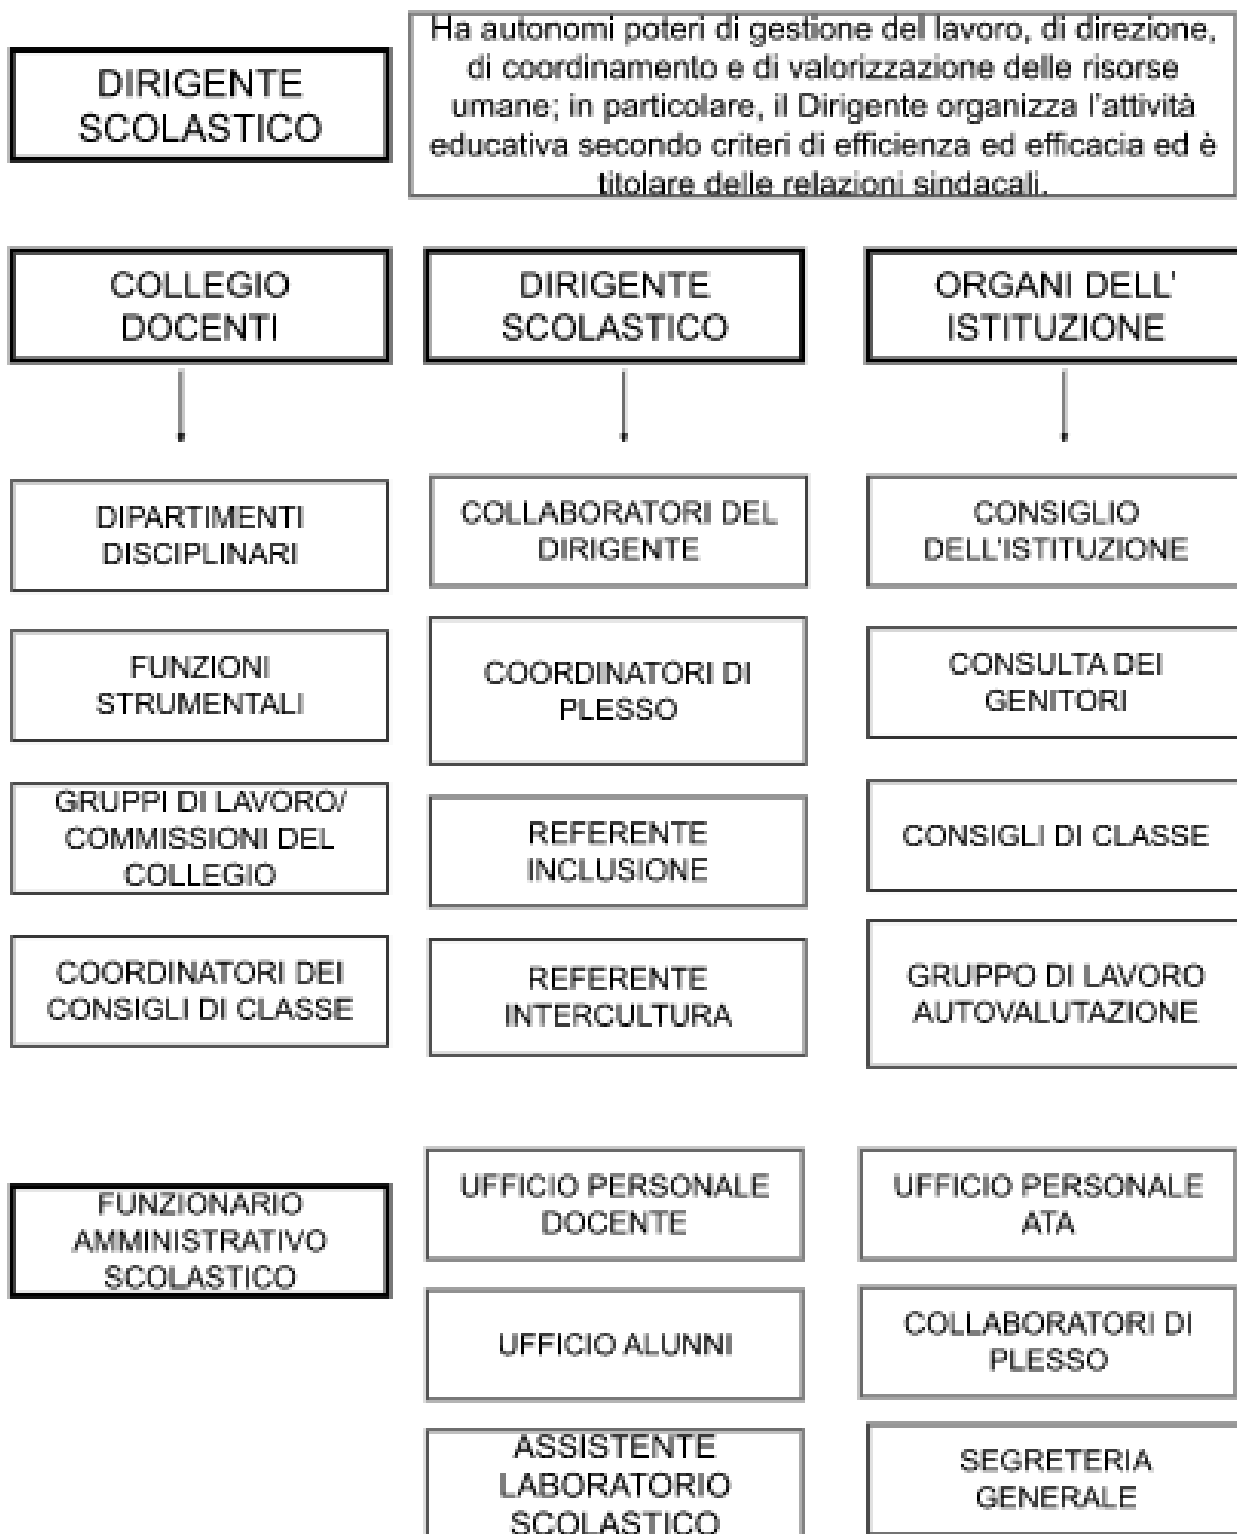 DIRIGENTE
SCOLASTICO
Ha autonomi poteri di gestione del lavoro, di direzione,
di coordinamento e di valorizzazione delle risorse
umane; in particolare, il Dirigente organizza l'attività
educativa secondo criteri di efficienza ed efficacia ed è
titolare delle relazioni sindacali.
COLLEGIO
DOCENTI
DIRIGENTE
SCOLASTICO
ORGANI DELL'
ISTITUZIONE
DIPARTIMENTI
DISCIPLINARI
COLLABORATORI DEL
DIRIGENTE
CONSIGLIO
DELL'ISTITUZIONE
FUNZIONI
STRUMENTALI
COORDINATORI DI
PLESSO
CONSULTA DEI
GENITORI
GRUPPI DI LAVORO/
COMMISSIONI DEL
COLLEGIO
REFERENTE
INCLUSIONE
CONSIGLI DI CLASSE
COORDINATORI DEI
CONSIGLI DI CLASSE
REFERENTE
INTERCULTURA
GRUPPO DI LAVORO
AUTOVALUTAZIONE
FUNZIONARIO
AMMINISTRATIVO
SCOLASTICO
UFFICIO PERSONALE
DOCENTE
UFFICIO PERSONALE
ATA
UFFICIO ALUNNI
COLLABORATORI DI
PLESSO
ASSISTENTE
LABORATORIO
SCOLASTICO
SEGRETERIA
GENERALE